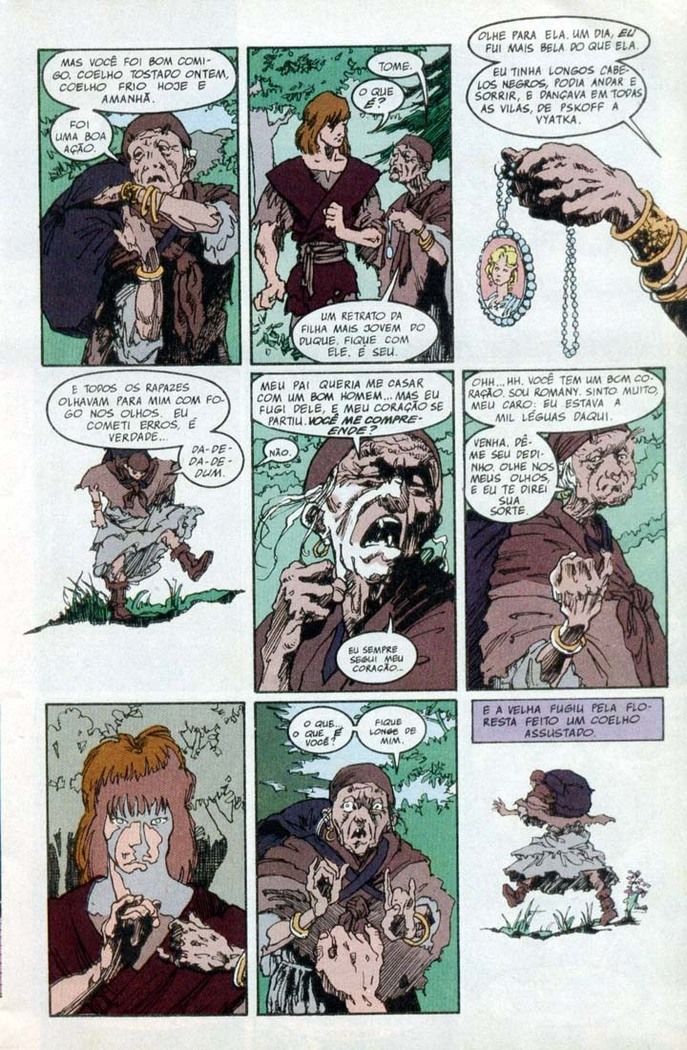 MAS VOCÊ FOI BOM COMI-
GO. COELHO TOSTADO ONTEM,
COELHO FRIO HOJE E
AMANHÃ.
FOI
UMA BOA
AÇÃO.
TOME.
O QUE
É?
UM RETRATO DA
FILHA MAIS JOVEM DO
DUQUE. FIQUE COM
ELE. É SEU.
OLHE PARA ELA. UM DIA, EU
FUI MAIS BELA DO QUE ELA.
EU TINHA LONGOS CABE-
LOS NEGROS, PODIA ANDAR E
SORRIR, E DANÇAVA EM TODAS
AS VILAS, DE PSKOFF A
VYATKA.
E TODOS OS RAPAZES
OLHAVAM PARA MIM COM FO-
GO NOS OLHOS. EU
COMETI ERROS, É
VERDADE...
DA-DE-
DA-DE-
DUM.
MEU PAI QUERIA ME CASAR
COM UM BOM HOMEM... MAS EU
FUGI DELE, E MEU CORAÇÃO SE
PARTIU. VOCÊ ME COMPRE-
ENDE?
NÃO.
EU SEMPRE
SEGUI MEU
CORAÇÃO...
OHH...HH. VOCÊ TEM UM BOM CO-
RAÇÃO. SOU ROMANY. SINTO MUITO,
MEU CARO; EU ESTAVA A
MIL LÉGUAS DAQUI.
VENHA. DÊ-
ME SEU DEDI-
NHO. OLHE NOS
MEUS OLHOS,
E EU TE DIREI
SUA
SORTE.
O QUE...
O QUE É
VOCÊ?
FIQUE
LONGE DE
MIM.
E A VELHA FUGIU PELA FLO-
RESTA FEITO UM COELHO
ASSUSTADO.